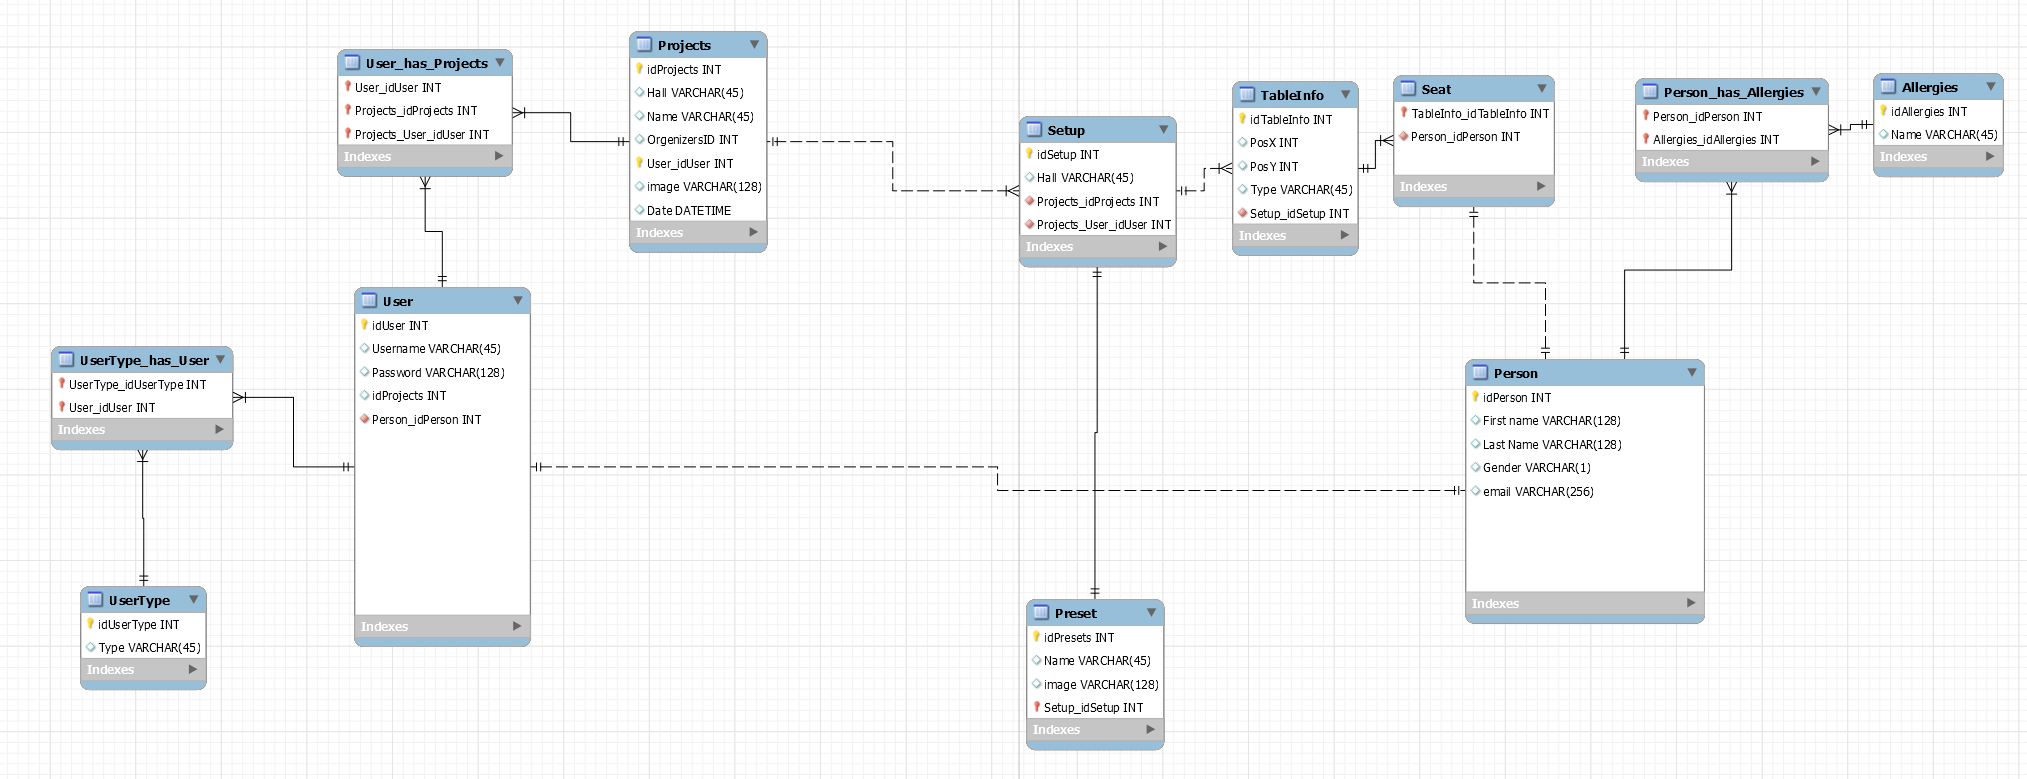 User_has_Projects
User_idUser INT
Projects_idProjects INT
Projects_User_idUser INT
Indexes
Projects
idProjects INT
Hall VARCHAR(45)
Name VARCHAR(45)
OrgenizersID INT
User_idUser INT
image VARCHAR(128)
Date DATETIME
Indexes
Setup
idSetup INT
Hall VARCHAR(45)
Projects_idProjects INT
Projects_User_idUser INT
Indexes
TableInfo
idTableInfo INT
PosX INT
PosY INT
Type VARCHAR(45)
Setup_idSetup INT
Indexes
Seat
TableInfo_idTableInfo INT
Person_idPerson INT
Indexes
Person_has_Allergies
Person_idPerson INT
Allergies_idAllergies INT
Indexes
Allergies
idAllergies INT
Name VARCHAR(45)
Indexes
UserType_has_User
UserType_idUserType INT
User_idUser INT
Indexes
User
idUser INT
Username VARCHAR(45)
Password VARCHAR(128)
idProjects INT
Person_idPerson INT
Indexes
Person
idPerson INT
First name VARCHAR(128)
Last Name VARCHAR(128)
Gender VARCHAR(1)
email VARCHAR(256)
Indexes
UserType
idUserType INT
Type VARCHAR(45)
Indexes
Preset
idPresets INT
Name VARCHAR(45)
image VARCHAR(128)
Setup_idSetup INT
Indexes